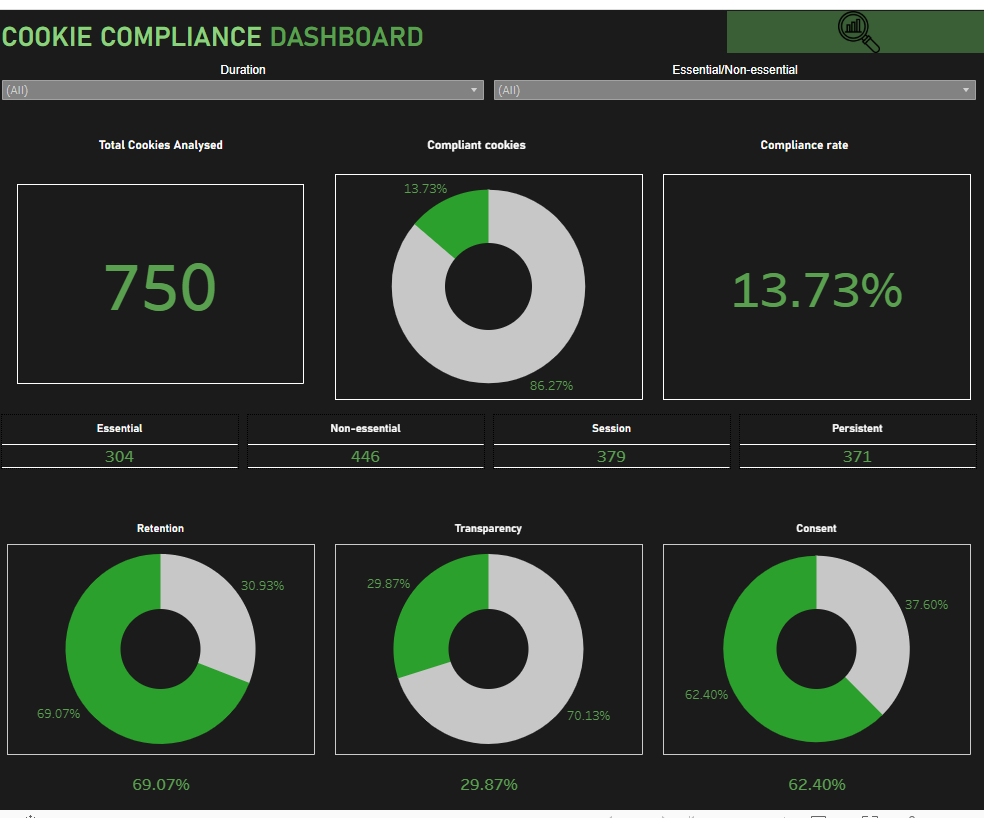 COOKIE COMPLIANCE DASHBOARD
Duration
Essential/Non-essential
(All)
(All)
Total Cookies Analysed
Compliant cookies
Compliance rate
750
13.73%
86.27%
13.73%
Essential
Non-essential
Session
Persistent
304
446
379
371
Retention
Transparency
Consent
30.93%
69.07%
29.87%
70.13%
37.60%
62.40%
69.07%
29.87%
62.40%